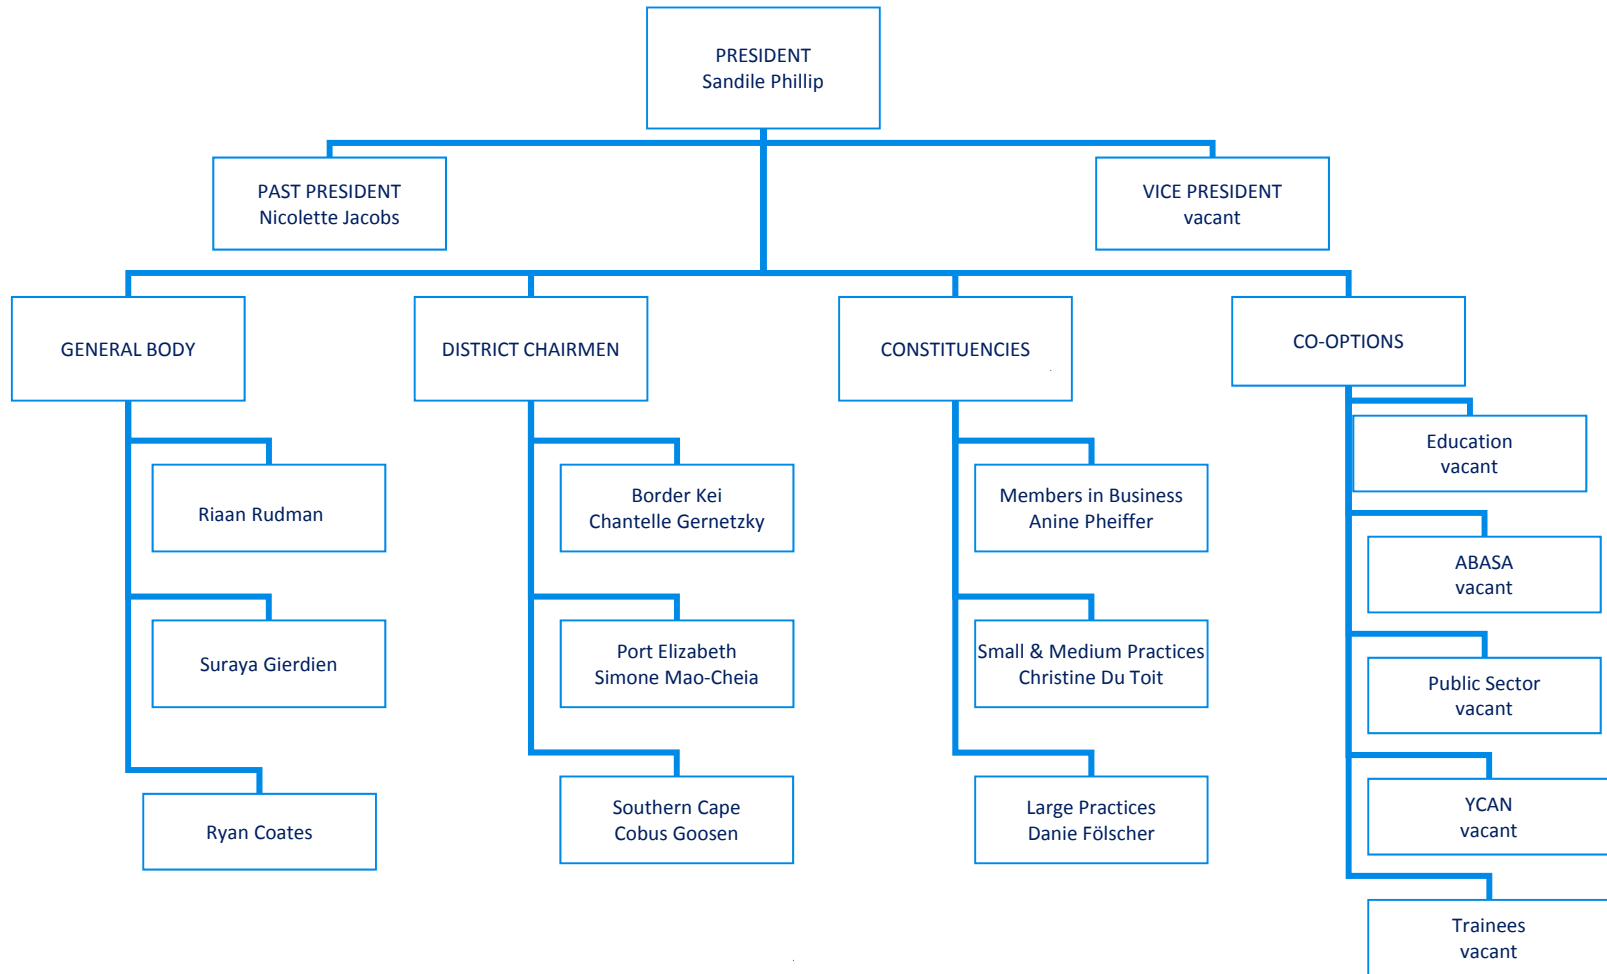 PRESIDENT
Sandile Phillip
PAST PRESIDENT
Nicolette Jacobs
VICE PRESIDENT
vacant
GENERAL BODY
DISTRICT CHAIRMEN
CONSTITUENCIES
CO-OPTIONS
Riaan Rudman
Suraya Gierdien
Ryan Coates
Border Kei
Chantelle Gernetzky
Port Elizabeth
Simone Mao-Cheia
Southern Cape
Cobus Goosen
Members in Business
Anine Pheiffer
Small & Medium Practices
Christine Du Toit
Large Practices
Danie Fölscher
Education
vacant
ABASA
vacant
Public Sector
vacant
YCAN
vacant
Trainees
vacant